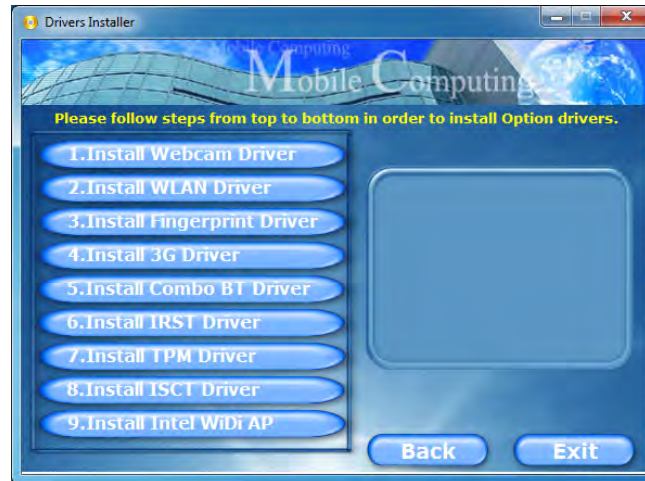 Drivers Installer
Mobile Computing
Mobile Computing
Please follow steps from top to bottom in order to install Option drivers.
1.Install Webcam Driver
2.Install WLAN Driver
3.Install Fingerprint Driver
4.Install 3G Driver
5.Install Combo BT Driver
6.Install IRST Driver
7.Install TPM Driver
8.Install ISCT Driver
9.Install Intel WiDi AP
Back
Exit